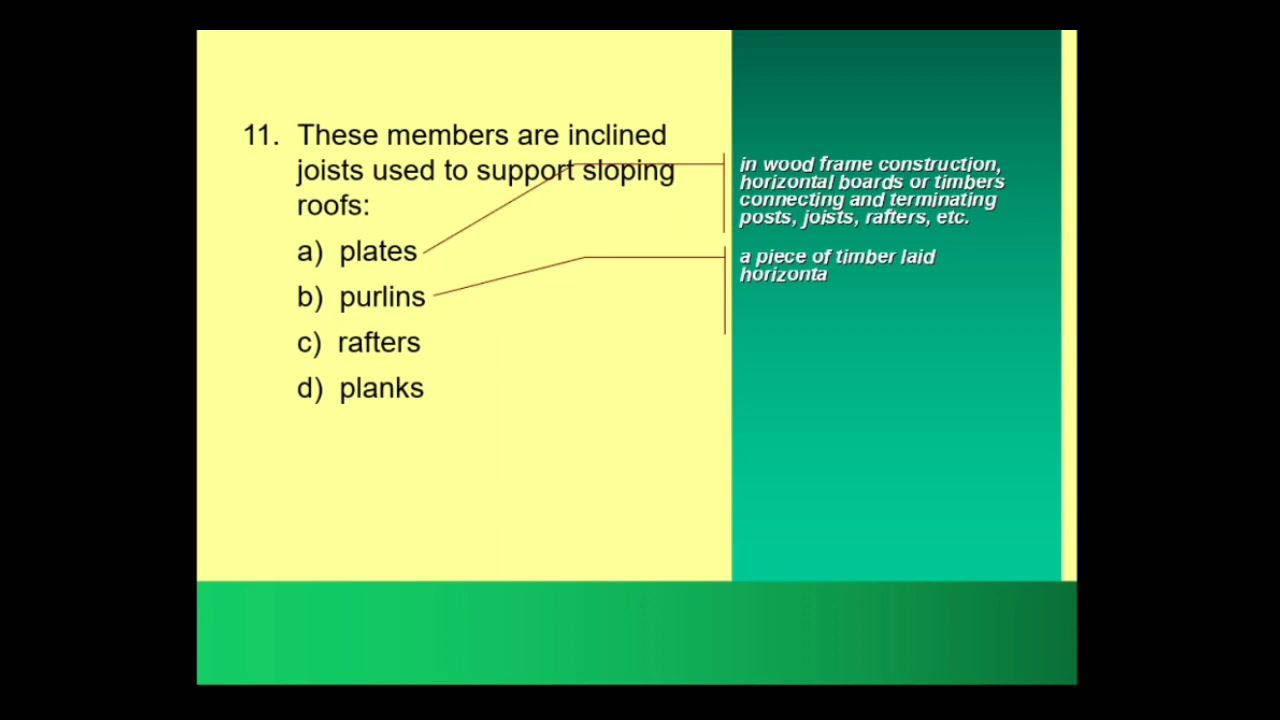 11. These members are inclined
joists used to support sloping
roofs:
a) plates
b) purlins
c) rafters
d) planks
in wood frame construction,
horizontal boards or timbers
connecting and terminating
posts, joists, rafters, etc.
a piece of timber laid
horizonta